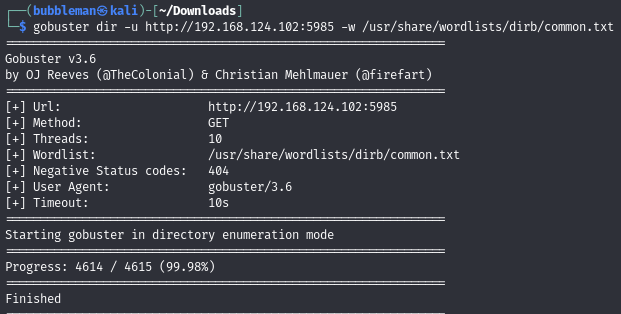 ┌──(bubbleman㉿kali)-[~/Downloads]
└─$ gobuster dir -u http://192.168.124.102:5985 -w /usr/share/wordlists/dirb/common.txt
===============================================================
Gobuster v3.6
by OJ Reeves (@TheColonial) & Christian Mehlmauer (@firefart)
===============================================================
[+] Url:                     http://192.168.124.102:5985
[+] Method:                  GET
[+] Threads:                 10
[+] Wordlist:                /usr/share/wordlists/dirb/common.txt
[+] Negative Status codes:   404
[+] User Agent:              gobuster/3.6
[+] Timeout:                 10s
===============================================================
Starting gobuster in directory enumeration mode
===============================================================
Progress: 4614 / 4615 (99.98%)
===============================================================
Finished
===============================================================